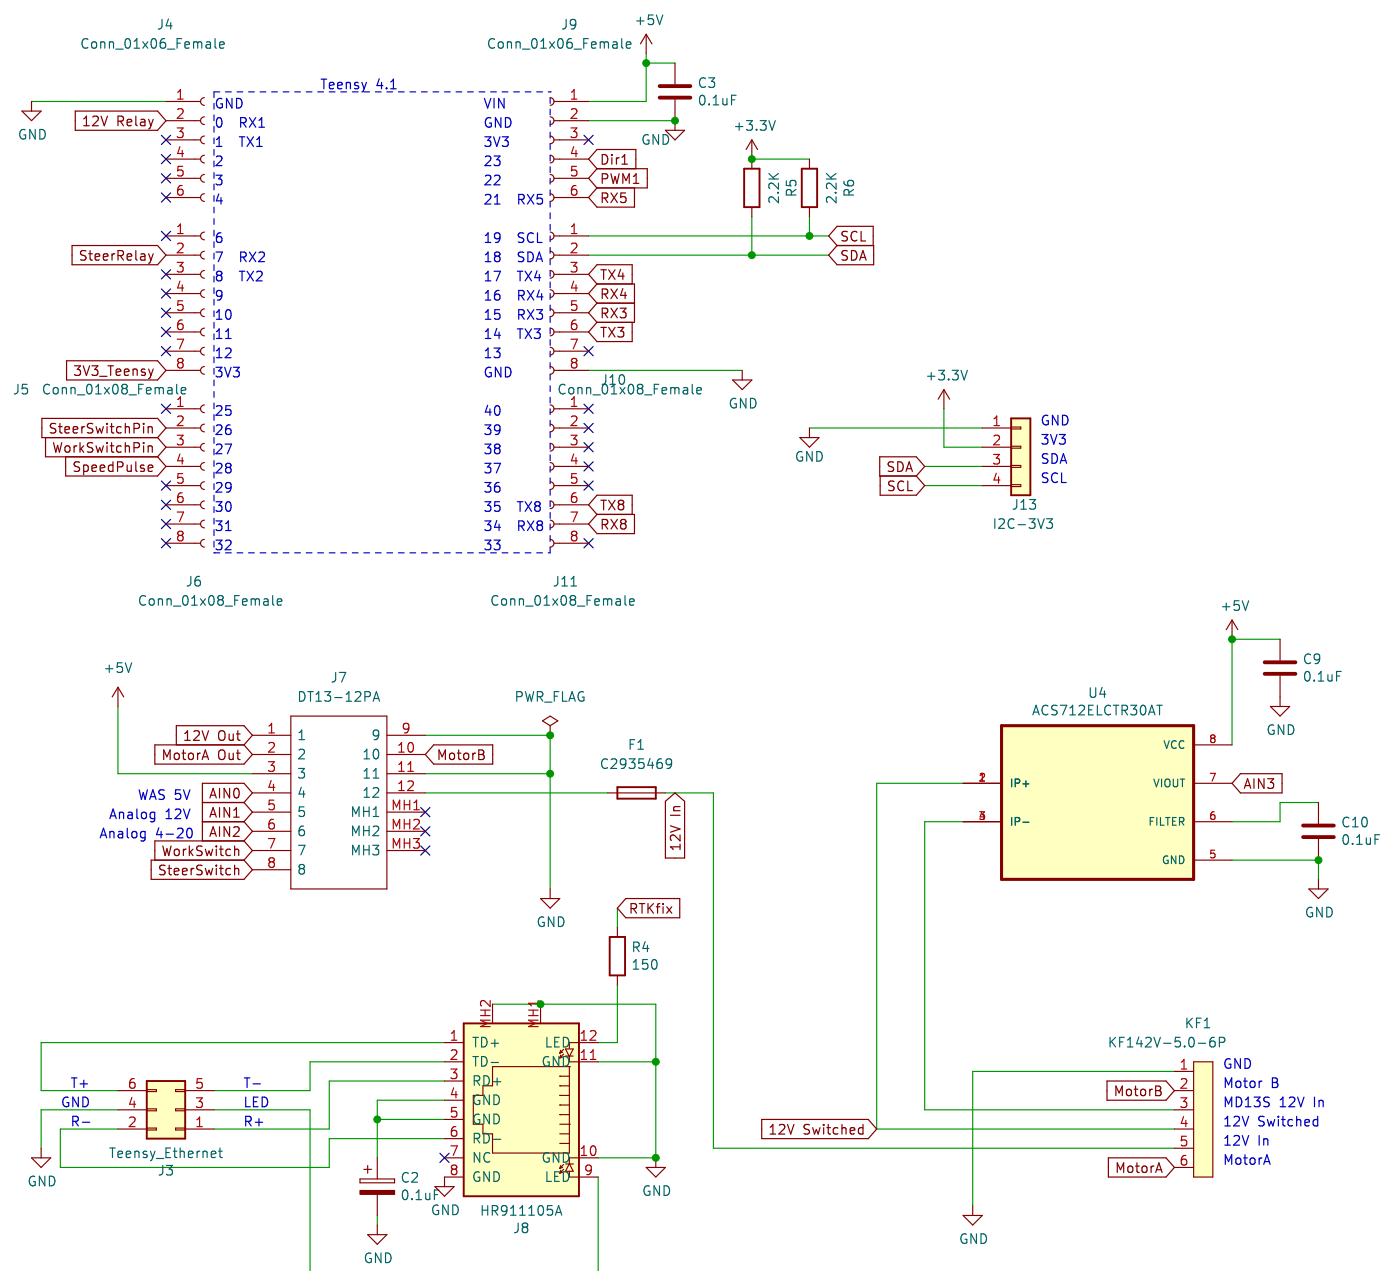 J4
Conn_01x06_Female
J9
Conn_01x06_Female
+5V
C3
0.1uF
GND
Teensy 4.1
GND
12V Relay
1 GND
2 0 RX1
3 1 TX1
4 2
5 3
6 4
VIN 1
GND 2
3V3 3
23 4 Dir1
22 5 PWM1
21 RX5 6 RX5
+3.3V
2.2K
R5
2.2K
R6
1 6
SteerRelay 2 7 RX2
3 8 TX2
4 9
5 10
6 11
7 12
3V3_Teensy 8 3V3
19 SCL 1 SCL
18 SDA 2 SDA
17 TX4 3 TX4
16 RX4 4 RX4
15 RX3 5 RX3
14 TX3 6 TX3
13 7
GND 8
GND
J5 Conn_01x08_Female
J10
Conn_01x08_Female
1 25
SteerSwitchPin 2 26
WorkSwitchPin 3 27
SpeedPulse 4 28
5 29
6 30
7 31
8 32
40 1
39 2
38 3
37 4
36 5
35 TX8 6 TX8
34 RX8 7 RX8
33 8
J6
Conn_01x08_Female
J11
Conn_01x08_Female
+3.3V
GND
1 GND
2 3V3
SDA 3 SDA
SCL 4 SCL
J13
I2C-3V3
+5V
J7
DT13-12PA
12V Out 1 1
MotorA Out 2 2
3 3
WAS 5V AIN0 4 4
Analog 12V AIN1 5 5
Analog 4-20 AIN2 6 6
WorkSwitch 7 7
SteerSwitch 8 8
9 9
10 10 MotorB
11 11
12 12
MH1 MH1
MH2 MH2
MH3 MH3
PWR_FLAG
F1
C2935469
12V In
GND
+5V
C9
0.1uF
GND
U4
ACS712ELCTR30AT
IP+
IP-
VCC 8
VIOUT 7 AIN3
FILTER 6
GND 5
C10
0.1uF
GND
RTKfix
R4
150
MH2
MH1
1 TD+
2 TD-
3 RD+
4 GND
5 GND
6 RD-
7 NC
8 GND
LED 12
GND 11
GND 10
LED 9
GND
GND
HR911105A
J8
T+ 6 5 T-
GND 4 3 LED
R- 2 1 R+
Teensy_Ethernet
J3
GND
+
C2
0.1uF
GND
KF1
KF142V-5.0-6P
1 GND
MotorB 2 Motor B
3 MD13S 12V In
12V Switched 4 12V Switched
5 12V In
MotorA 6 MotorA
GND